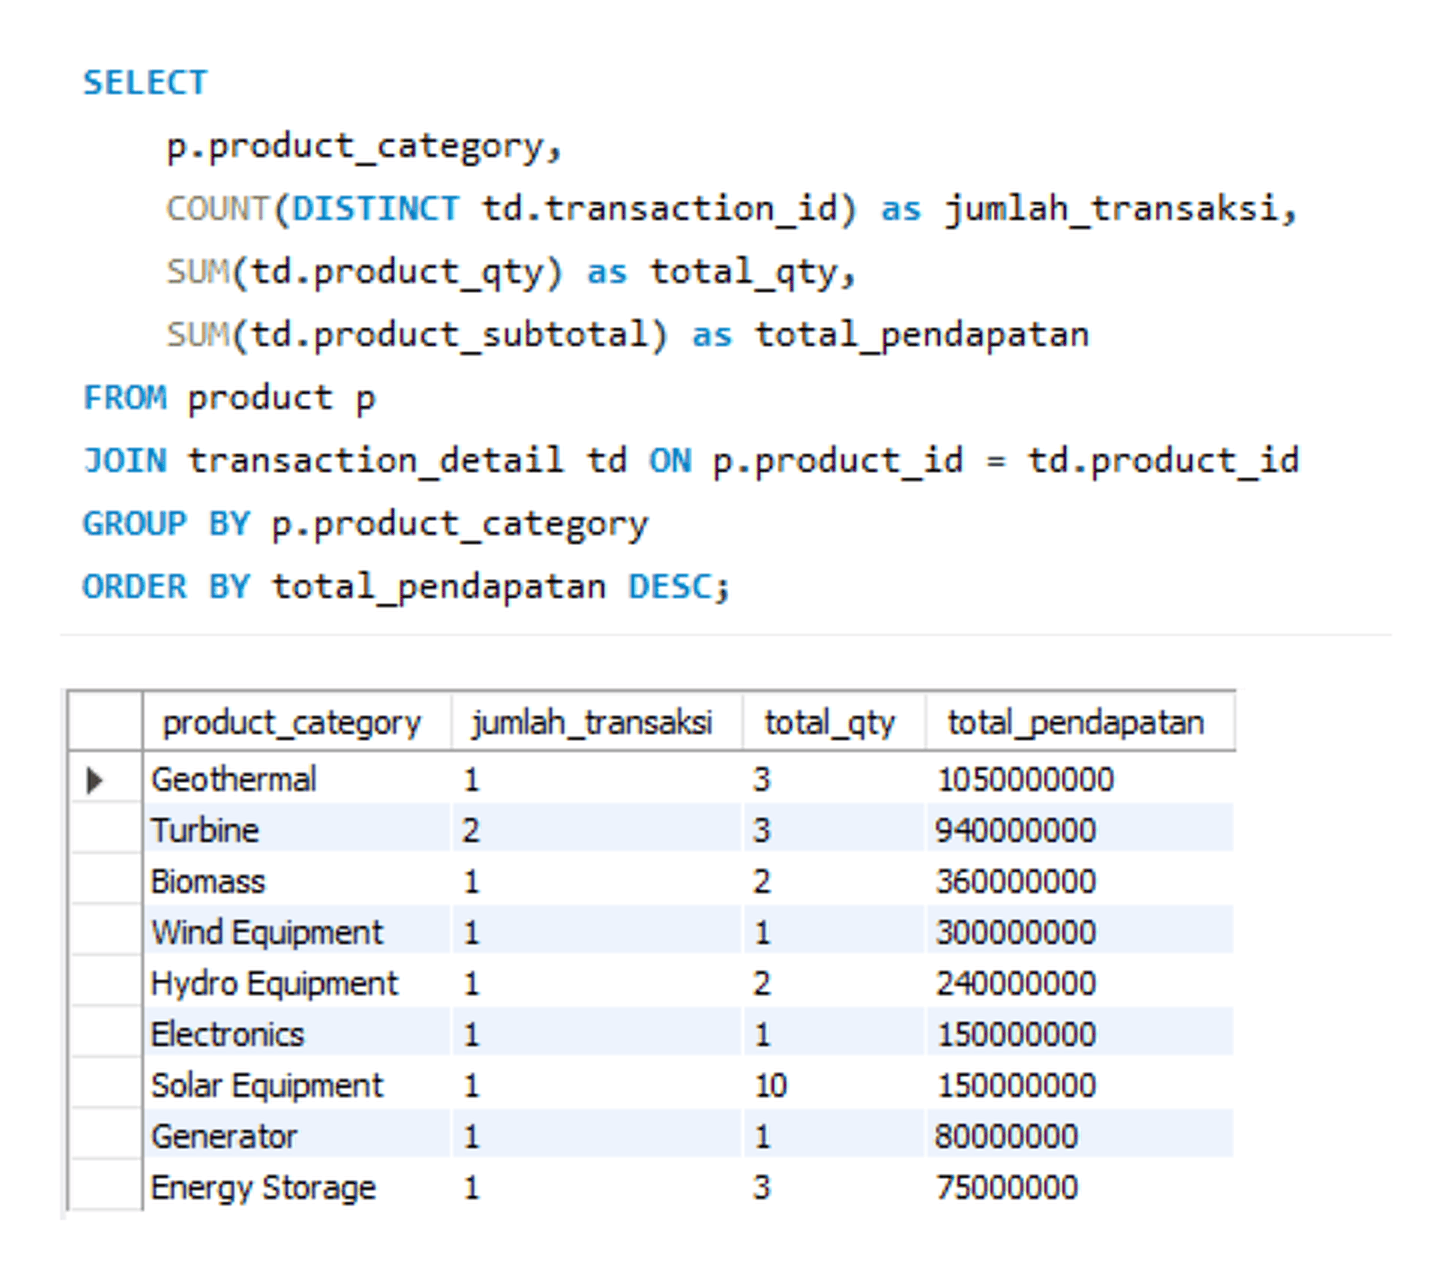 SELECT
p.product_category,
COUNT(DISTINCT td.transaction_id) as jumlah_transaksi,
SUM(td.product_qty) as total_qty,
SUM(td.product_subtotal) as total_pendapatan
FROM product p
JOIN transaction_detail td ON p.product_id = td.product_id
GROUP BY p.product_category
ORDER BY total_pendapatan DESC;
product_category jumlah_transaksi total_qty total_pendapatan
Geothermal 1 3 1050000000
Turbine 2 3 940000000
Biomass 1 2 360000000
Wind Equipment 1 1 300000000
Hydro Equipment 1 2 240000000
Electronics 1 1 150000000
Solar Equipment 1 10 150000000
Generator 1 1 80000000
Energy Storage 1 3 75000000